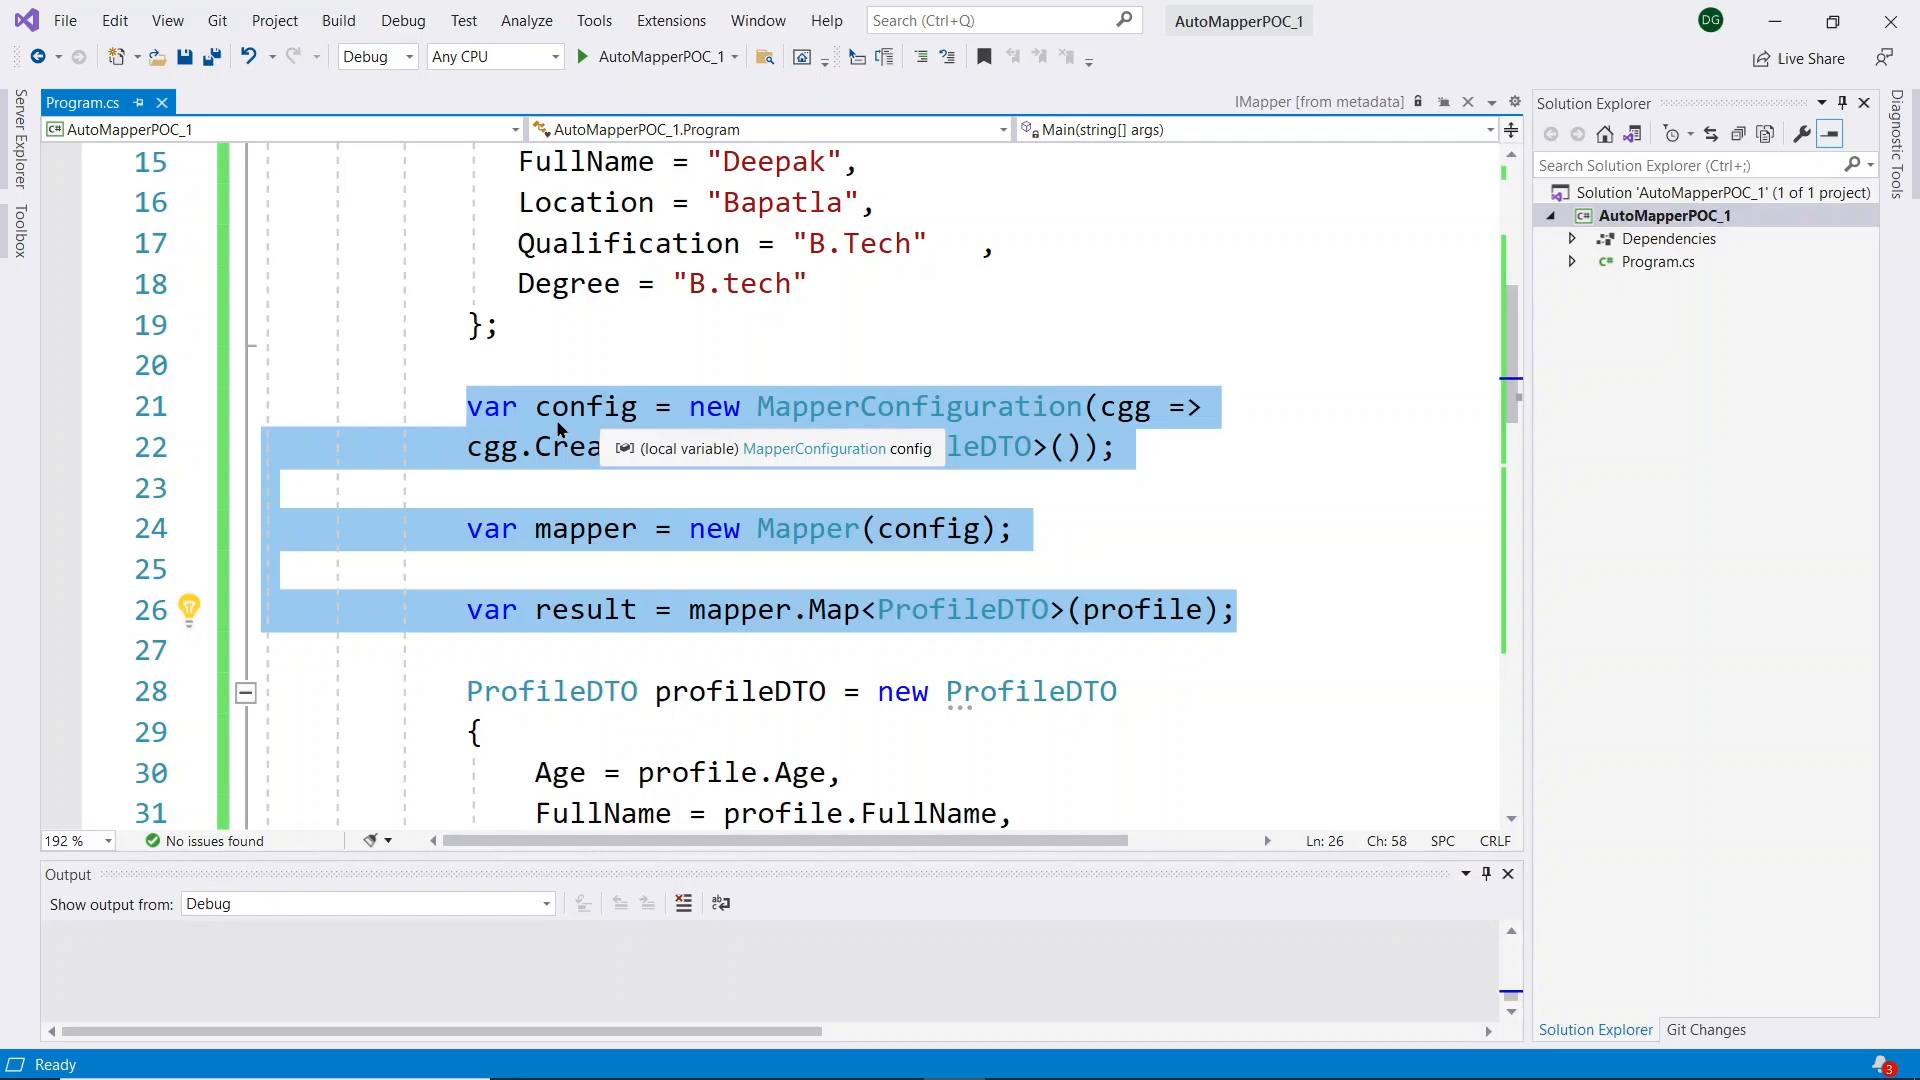 File Edit View Git Project Build Debug Test Analyze Tools Extensions Window Help Search (Ctrl+Q) AutoMapperPOC_1 DG
Debug Any CPU AutoMapperPOC_1 Live Share
Server Explorer
Toolbox
Program.cs IMapper [from metadata]
C# AutoMapperPOC_1 AutoMapperPOC_1.Program Main(string[] args)
15 FullName = "Deepak",
16 Location = "Bapatla",
17 Qualification = "B.Tech" ,
18 Degree = "B.tech"
19 };
20
21 var config = new MapperConfiguration(cgg =>
22 cgg.Crea leDTO>());
(local variable) MapperConfiguration config
23
24 var mapper = new Mapper(config);
25
26 var result = mapper.Map<ProfileDTO>(profile);
27
28 ProfileDTO profileDTO = new ProfileDTO
29 {
30 Age = profile.Age,
31 FullName = profile.FullName,
192 % No issues found Ln: 26 Ch: 58 SPC CRLF
Output
Show output from: Debug
Solution Explorer
Search Solution Explorer (Ctrl+;)
Solution 'AutoMapperPOC_1' (1 of 1 project)
C# AutoMapperPOC_1
Dependencies
C# Program.cs
Solution Explorer Git Changes
Diagnostic Tools
Ready 3